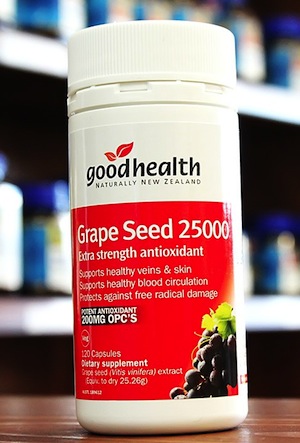 goodhealth
NATURALLY NEW ZEALAND
Grape Seed 25000
Extra strength antioxidant
Supports healthy veins & skin
Supports healthy blood circulation
Protects against free radical damage
POTENT ANTIOXIDANT
200MG OPC'S
120 Capsules
Dietary supplement
Grape seed (Vitis vinifera) extract
Equiv. to dry 25.26g)